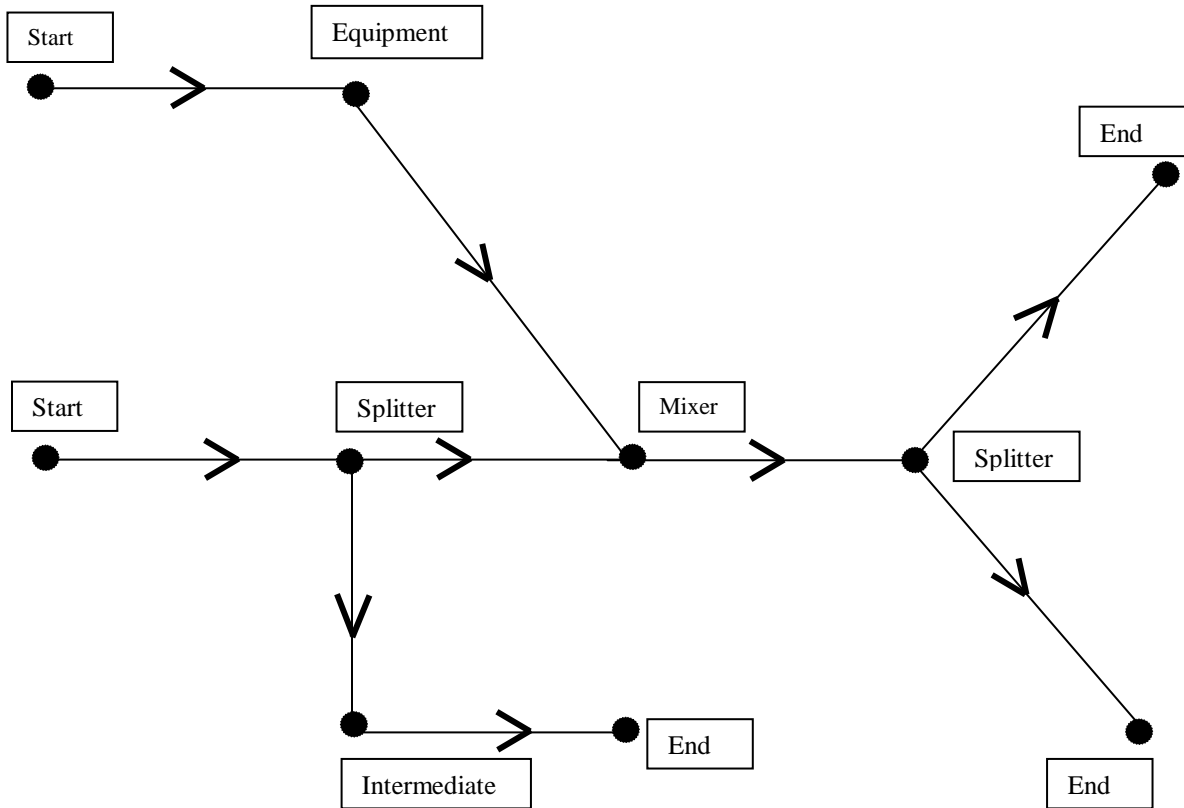 Start
Equipment
End
Start
Splitter
Mixer
Splitter
End
Intermediate
End